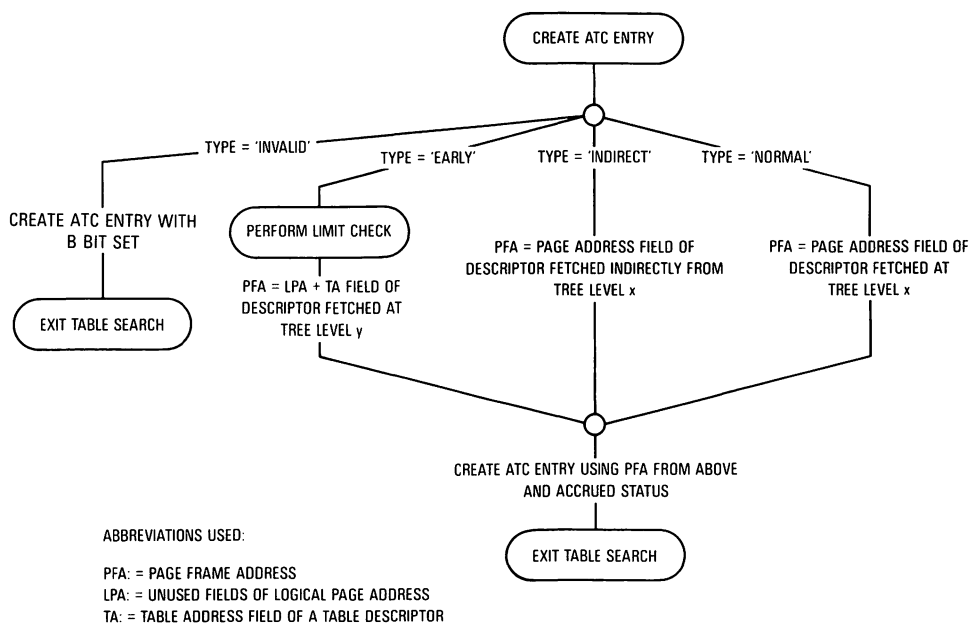 CREATE ATC ENTRY
TYPE = 'INVALID'
TYPE = 'EARLY'
TYPE = 'INDIRECT'
TYPE = 'NORMAL'
CREATE ATC ENTRY WITH
B BIT SET
EXIT TABLE SEARCH
PERFORM LIMIT CHECK
PFA = LPA + TA FIELD OF
DESCRIPTOR FETCHED AT
TREE LEVEL y
PFA = PAGE ADDRESS FIELD OF
DESCRIPTOR FETCHED INDIRECTLY FROM
TREE LEVEL x
PFA = PAGE ADDRESS FIELD OF
DESCRIPTOR FETCHED AT
TREE LEVEL x
CREATE ATC ENTRY USING PFA FROM ABOVE
AND ACCRUED STATUS
EXIT TABLE SEARCH
ABBREVIATIONS USED:
PFA: = PAGE FRAME ADDRESS
LPA: = UNUSED FIELDS OF LOGICAL PAGE ADDRESS
TA: = TABLE ADDRESS FIELD OF A TABLE DESCRIPTOR